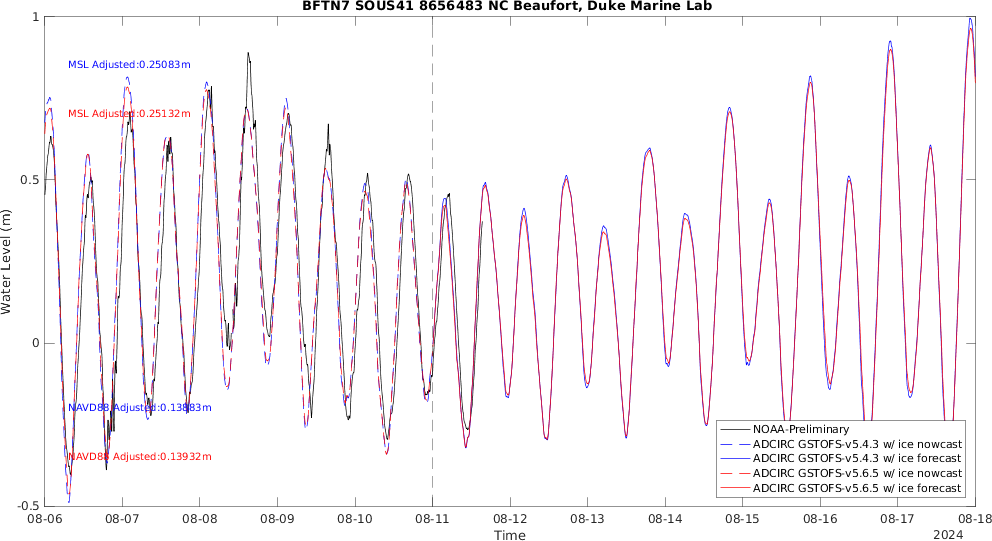 BFTN7 SOUS41 8656483 NC Beaufort, Duke Marine Lab
1
MSL Adjusted:0.25083m
MSL Adjusted:0.25132m
0.5
Water Level (m)
0
NAVD88 Adjusted:0.13883m
NAVD88 Adjusted:0.13932m
NOAA-Preliminary
ADCIRC GSTOFS-v5.4.3 w/ ice nowcast
ADCIRC GSTOFS-v5.4.3 w/ ice forecast
ADCIRC GSTOFS-v5.6.5 w/ ice nowcast
ADCIRC GSTOFS-v5.6.5 w/ ice forecast
-0.5
08-06 08-07 08-08 08-09 08-10 08-11 08-12 08-13 08-14 08-15 08-16 08-17 08-18
Time
2024